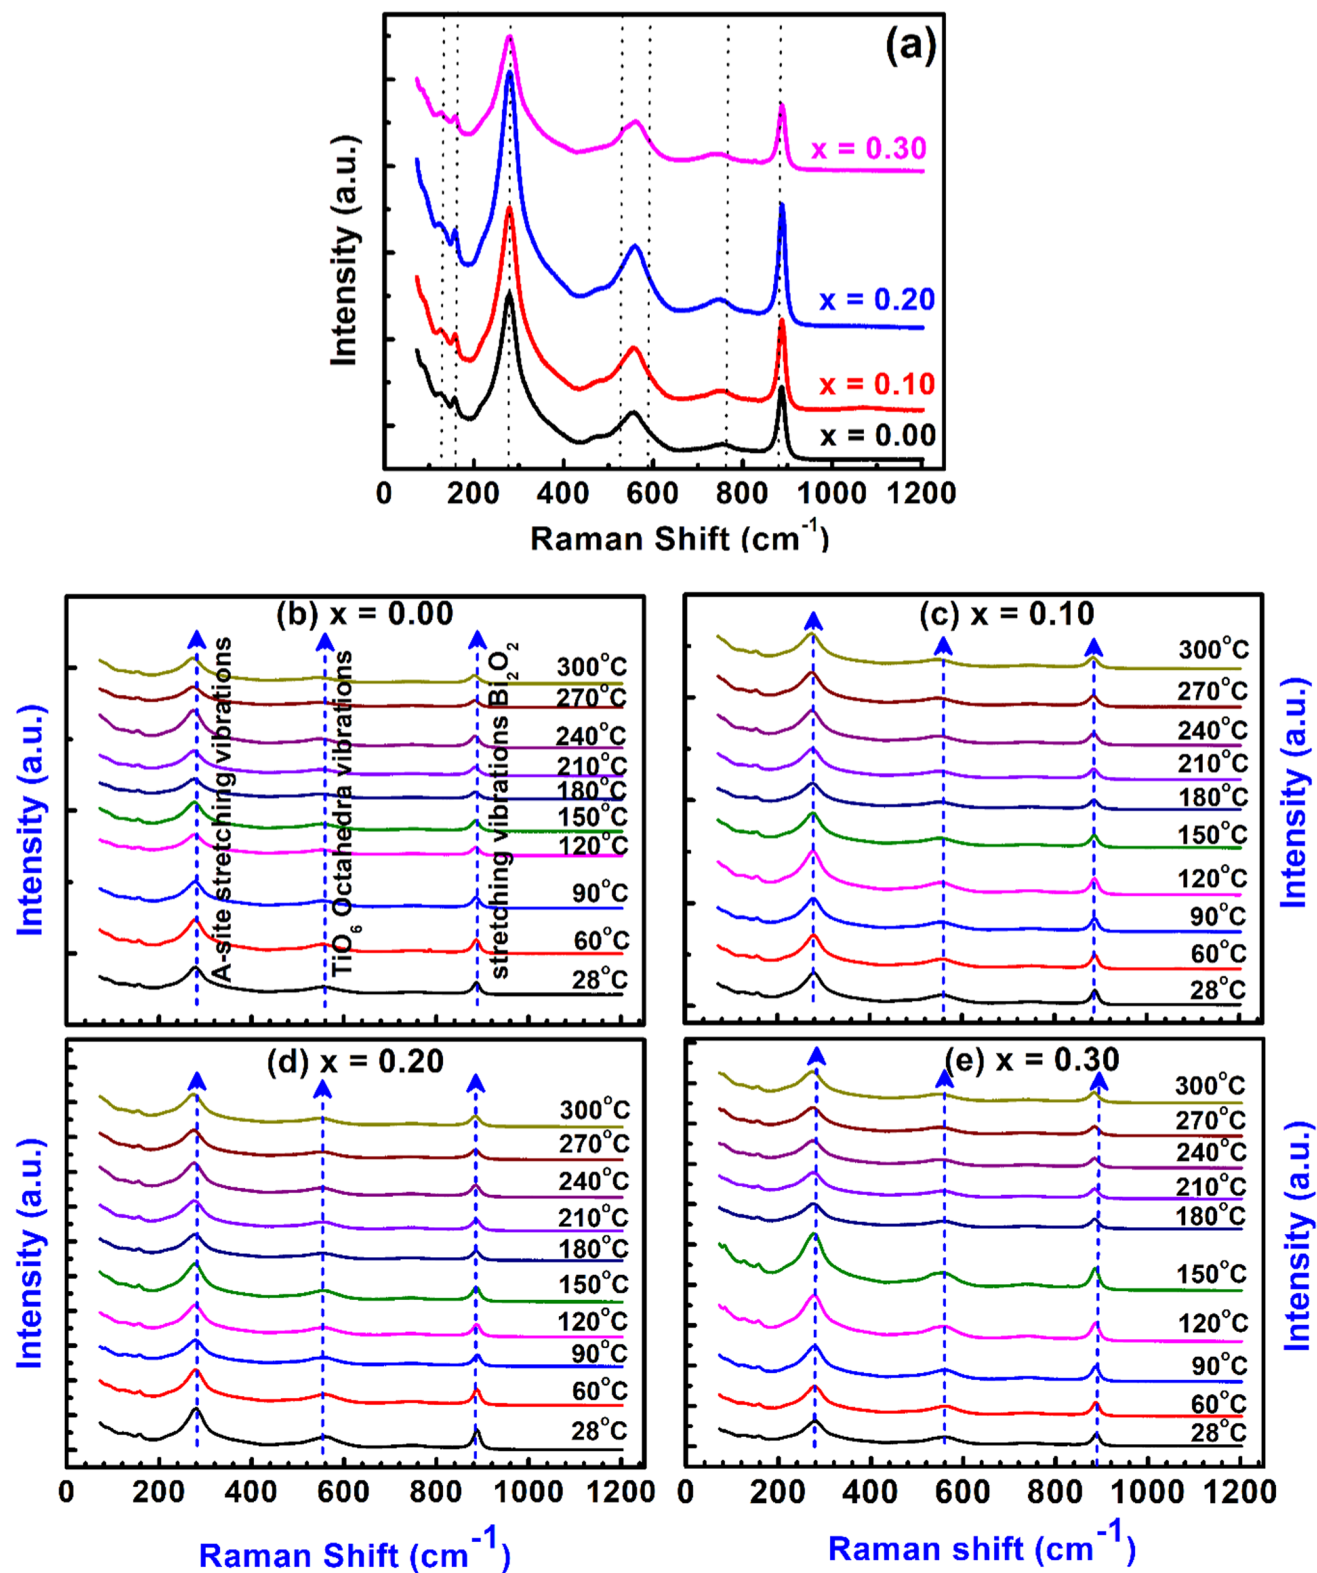 (a)
Intensity (a.u.)
x = 0.30
x = 0.20
x = 0.10
x = 0.00
0 200 400 600 800 1000 1200
Raman Shift (cm⁻¹)
(b) x = 0.00
Intensity (a.u.)
A-site stretching vibrations
TiO₆ Octahedra vibrations
stretching vibrations Bi₂O₂
300°C
270°C
240°C
210°C
180°C
150°C
120°C
90°C
60°C
28°C
(c) x = 0.10
300°C
270°C
240°C
210°C
180°C
150°C
120°C
90°C
60°C
28°C
Intensity (a.u.)
(d) x = 0.20
Intensity (a.u.)
300°C
270°C
240°C
210°C
180°C
150°C
120°C
90°C
60°C
28°C
0 200 400 600 800 1000 1200
Raman Shift (cm⁻¹)
(e) x = 0.30
300°C
270°C
240°C
210°C
180°C
150°C
120°C
90°C
60°C
28°C
Intensity (a.u.)
200 400 600 800 1000 1200
Raman shift (cm⁻¹)